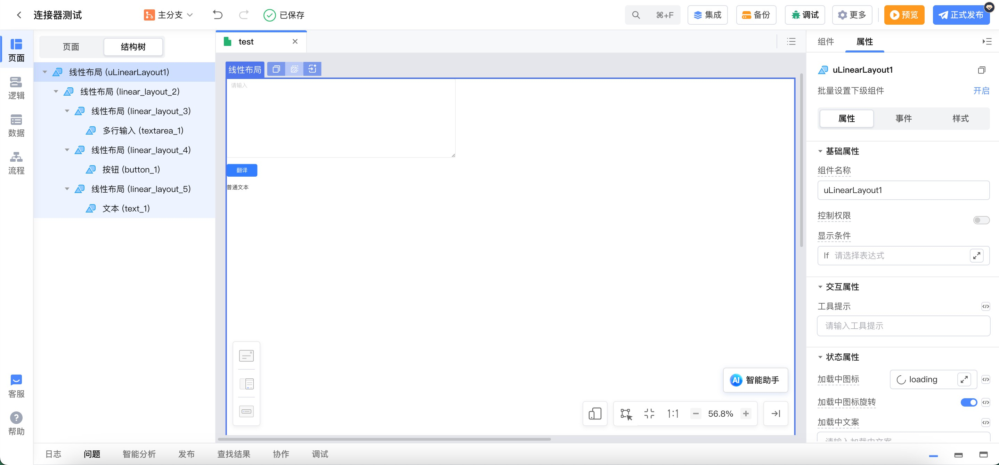 连接器测试
主分支
已保存
⌘+F
集成
备份
调试
更多
预览
正式发布
页面
逻辑
数据
流程
客服
帮助
页面
结构树
线性布局 (uLinearLayout1)
线性布局 (linear_layout_2)
线性布局 (linear_layout_3)
多行输入 (textarea_1)
线性布局 (linear_layout_4)
按钮 (button_1)
线性布局 (linear_layout_5)
文本 (text_1)
test
线性布局
请输入
翻译
普通文本
AI 智能助手
1:1
56.8%
组件
属性
uLinearLayout1
批量设置下级组件
开启
属性
事件
样式
基础属性
组件名称
uLinearLayout1
控制权限
显示条件
If 请选择表达式
交互属性
工具提示
请输入工具提示
状态属性
加载中图标
loading
加载中图标旋转
加载中文案
请输入加载中文案
日志
问题
智能分析
发布
查找结果
协作
调试